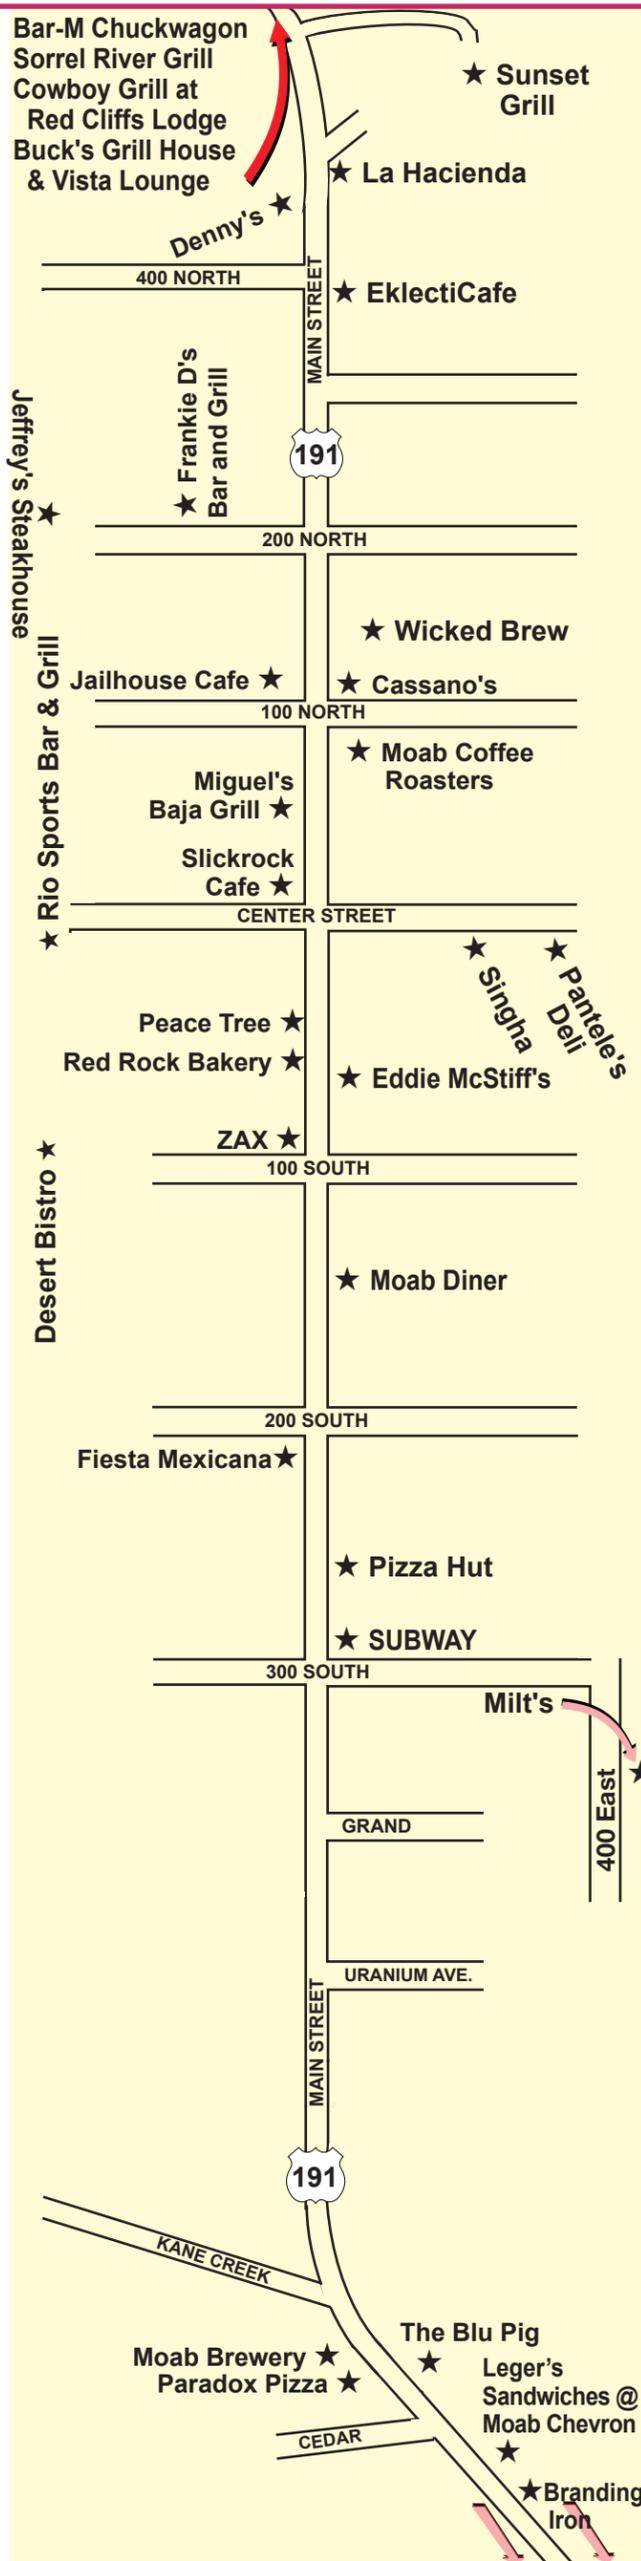 Bar-M Chuckwagon
Sorrel River Grill
Cowboy Grill at
Red Cliffs Lodge
Buck's Grill House
& Vista Lounge
Sunset
Grill
La Hacienda
Denny's
400 NORTH
MAIN STREET
EklectiCafe
Frankie D's
Bar and Grill
Jeffrey's Steakhouse
191
200 NORTH
Wicked Brew
Jailhouse Cafe
Cassano's
100 NORTH
Rio Sports Bar & Grill
Moab Coffee
Roasters
Miguel's
Baja Grill
Slickrock
Cafe
CENTER STREET
Singha
Pantele's
Deli
Peace Tree
Red Rock Bakery
Eddie McStiff's
ZAX
100 SOUTH
Desert Bistro
Moab Diner
200 SOUTH
Fiesta Mexicana
Pizza Hut
SUBWAY
300 SOUTH
Milt's
400 East
GRAND
URANIUM AVE.
MAIN STREET
191
KANE CREEK
The Blu Pig
Moab Brewery
Paradox Pizza
Leger’s
Sandwiches @
Moab Chevron
CEDAR
Branding
Iron